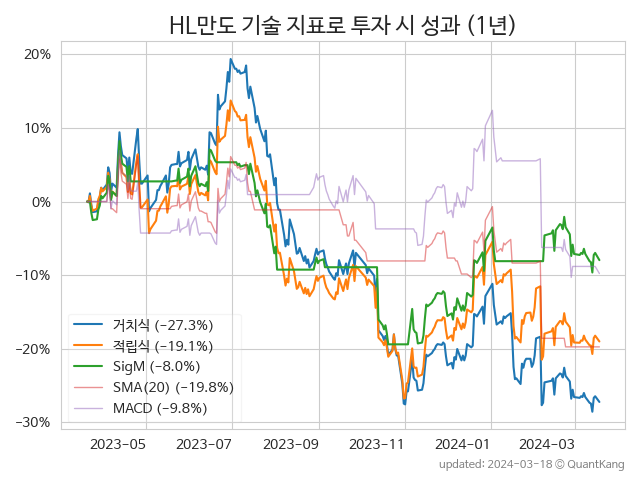 HL만도 기술 지표로 투자 시 성과 (1년)
20%
10%
0%
−10%
−20%
−30%
거치식 (−27.3%)
적립식 (−19.1%)
SigM (−8.0%)
SMA(20) (−19.8%)
MACD (−9.8%)
2023−05 2023−07 2023−09 2023−11 2024−01 2024−03
updated: 2024−03−18 © QuantKang